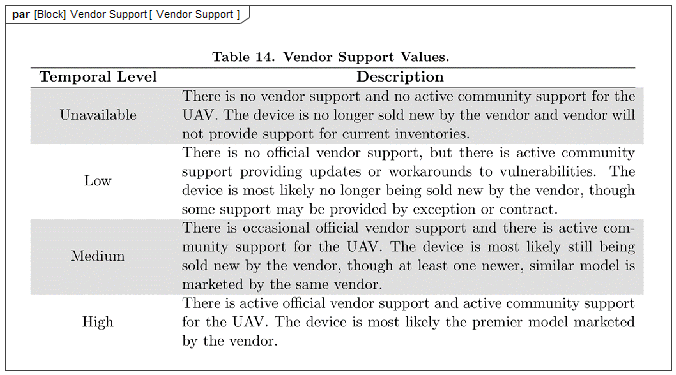 par [Block] Vendor Support [ Vendor Support ]
Table 14. Vendor Support Values.
Temporal Level Description
There is no vendor support and no active community support for the
Unavailable UAV. The device is no longer sold new by the vendor and vendor will
not provide support for current inventories.
There is no official vendor support, but there is active community
Low support providing updates or workarounds to vulnerabilities. The
device is most likely no longer being sold new by the vendor, though
some support may be provided by exception or contract.
There is occasional official vendor support and there is active com-
Medium munity support for the UAV. The device is most likely still being
sold new by the vendor, though at least one newer, similar model is
marketed by the same vendor.
There is active official vendor support and active community support
High for the UAV. The device is most likely the premier model marketed
by the vendor.